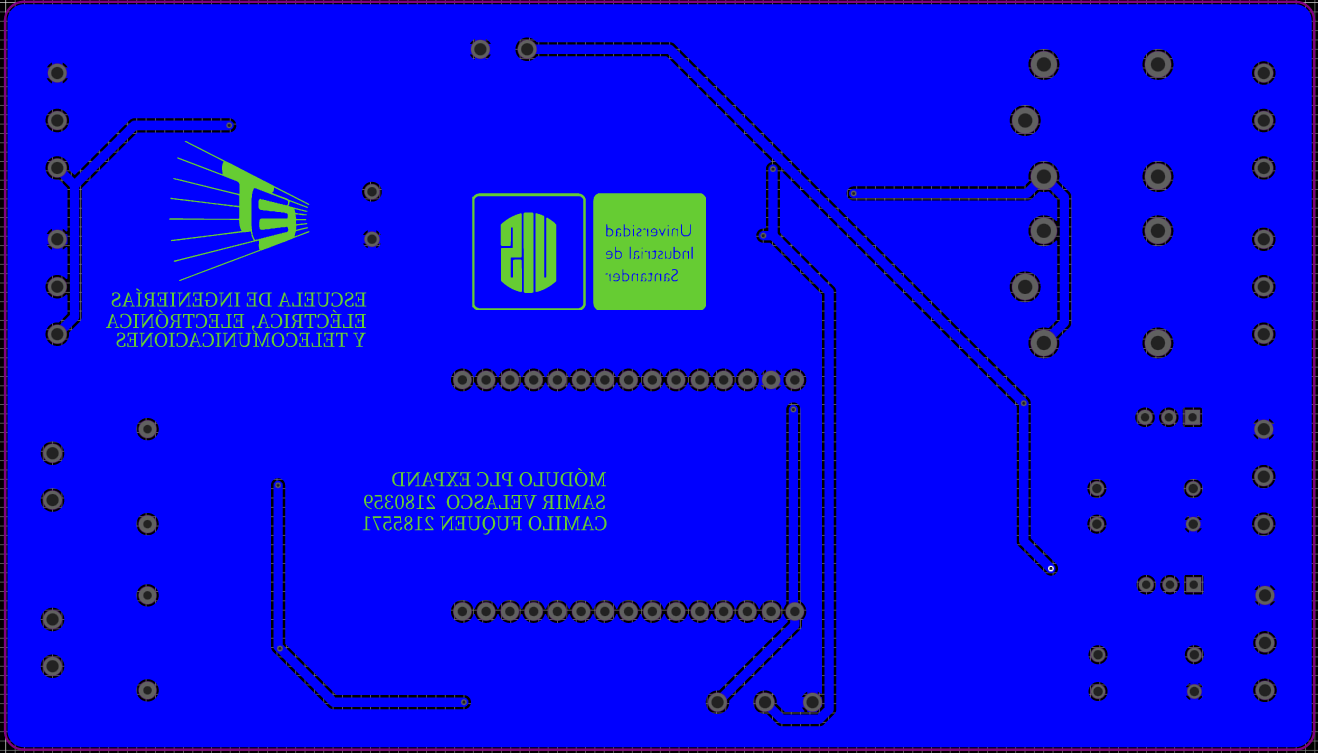 Universidad
Industrial de
Santander
ESCUELA DE INGENIERÍAS
ELÉCTRICA, ELECTRÓNICA
Y TELECOMUNICACIONES
MÓDULO PLC EXPAND
SAMIR VELASCO 2180359
CAMILO FUQUEN 2185571